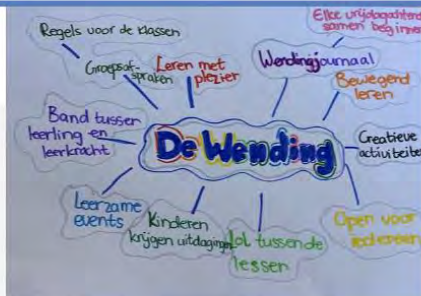 Elke vrijdagochtend
samen beginnen
Regels voor de klassen
Groepsaf-
spraken
Leren met
plezier
Wendingjournaal
Bewegend
leren
Band tussen
leerling en
leerkracht
De Wending
Creatieve
activiteite
Leerzame
events
Kinderen
krijgen uitdagingen
Lol tussen de
lessen
Open voor
iedereen